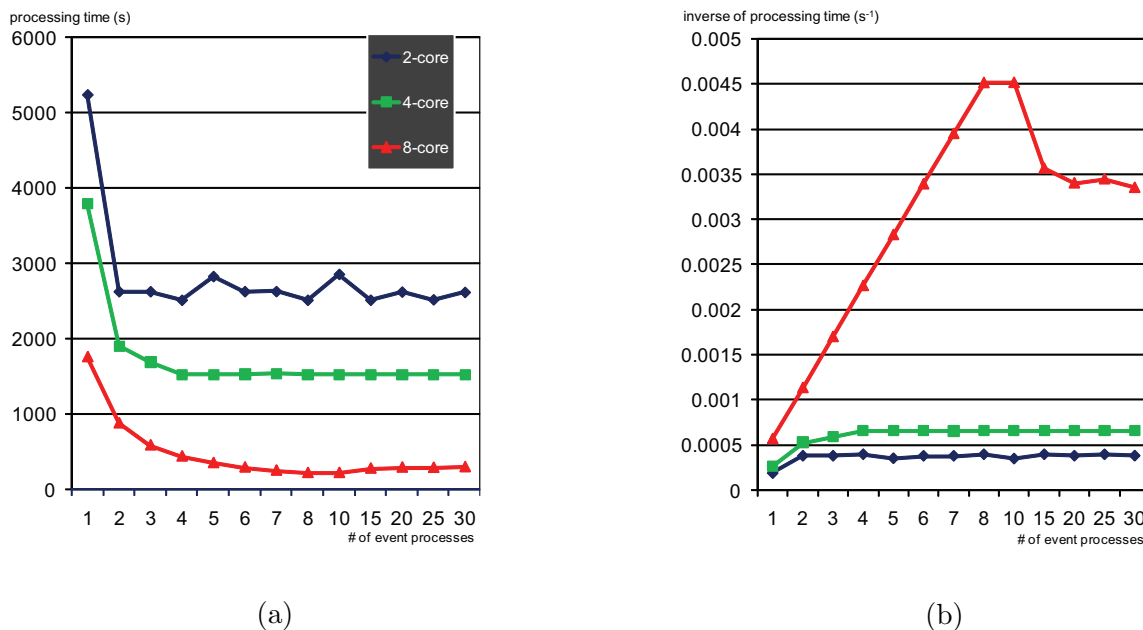 processing time (s)
6000
5000
4000
3000
2000
1000
0
2-core
4-core
8-core
1 2 3 4 5 6 7 8 10 15 20 25 30
# of event processes
(a)
inverse of processing time (s⁻¹)
0.005
0.0045
0.004
0.0035
0.003
0.0025
0.002
0.0015
0.001
0.0005
0
1 2 3 4 5 6 7 8 10 15 20 25 30
# of event processes
(b)